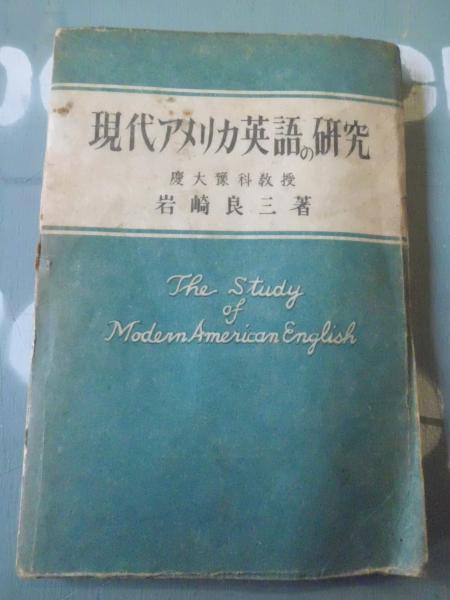 現代アメリカ英語の研究
慶大豫科教授
岩崎良三著
The Study
of
Modern American English